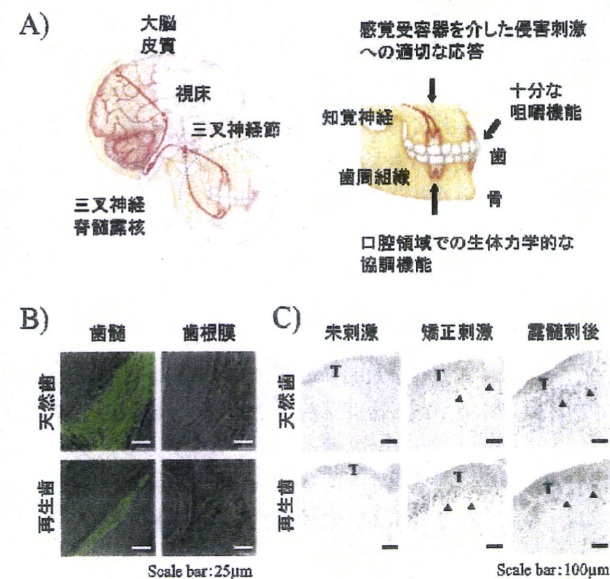 A)
大脳
皮質
視床
三叉神経節
三叉神経
脊髄露核
感覚受容器を介した侵害刺激
への適切な応答
十分な
咀嚼機能
知覚神経
歯
歯周組織
骨
口腔領域での生体力学的な
協調機能
B)
歯髄
歯根膜
天然歯
再生歯
Scale bar:25μm
C)
未刺激
矯正刺激
露髄刺後
天然歯
T
T
T
再生歯
T
T
T
Scale bar:100μm